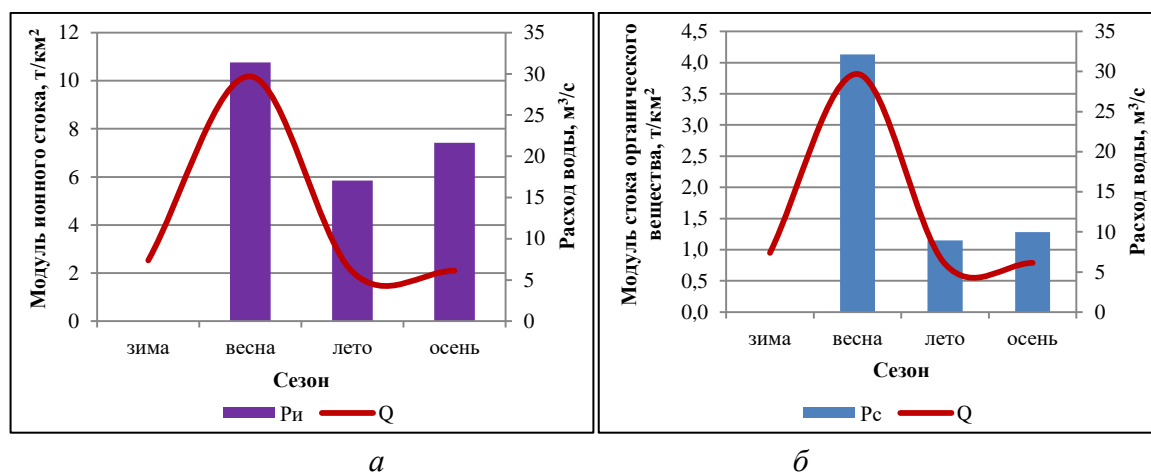 Модуль ионного стока, т/км²
12
10
8
6
4
2
0
35
30
25
20
15
10
5
0
Расход воды, м³/с
зима весна лето осень
Сезон
Pи Q
а
Модуль стока органического
вещества, т/км²
4,5
4,0
3,5
3,0
2,5
2,0
1,5
1,0
0,5
0,0
35
30
25
20
15
10
5
0
Расход воды, м³/с
зима весна лето осень
Сезон
Pс Q
б